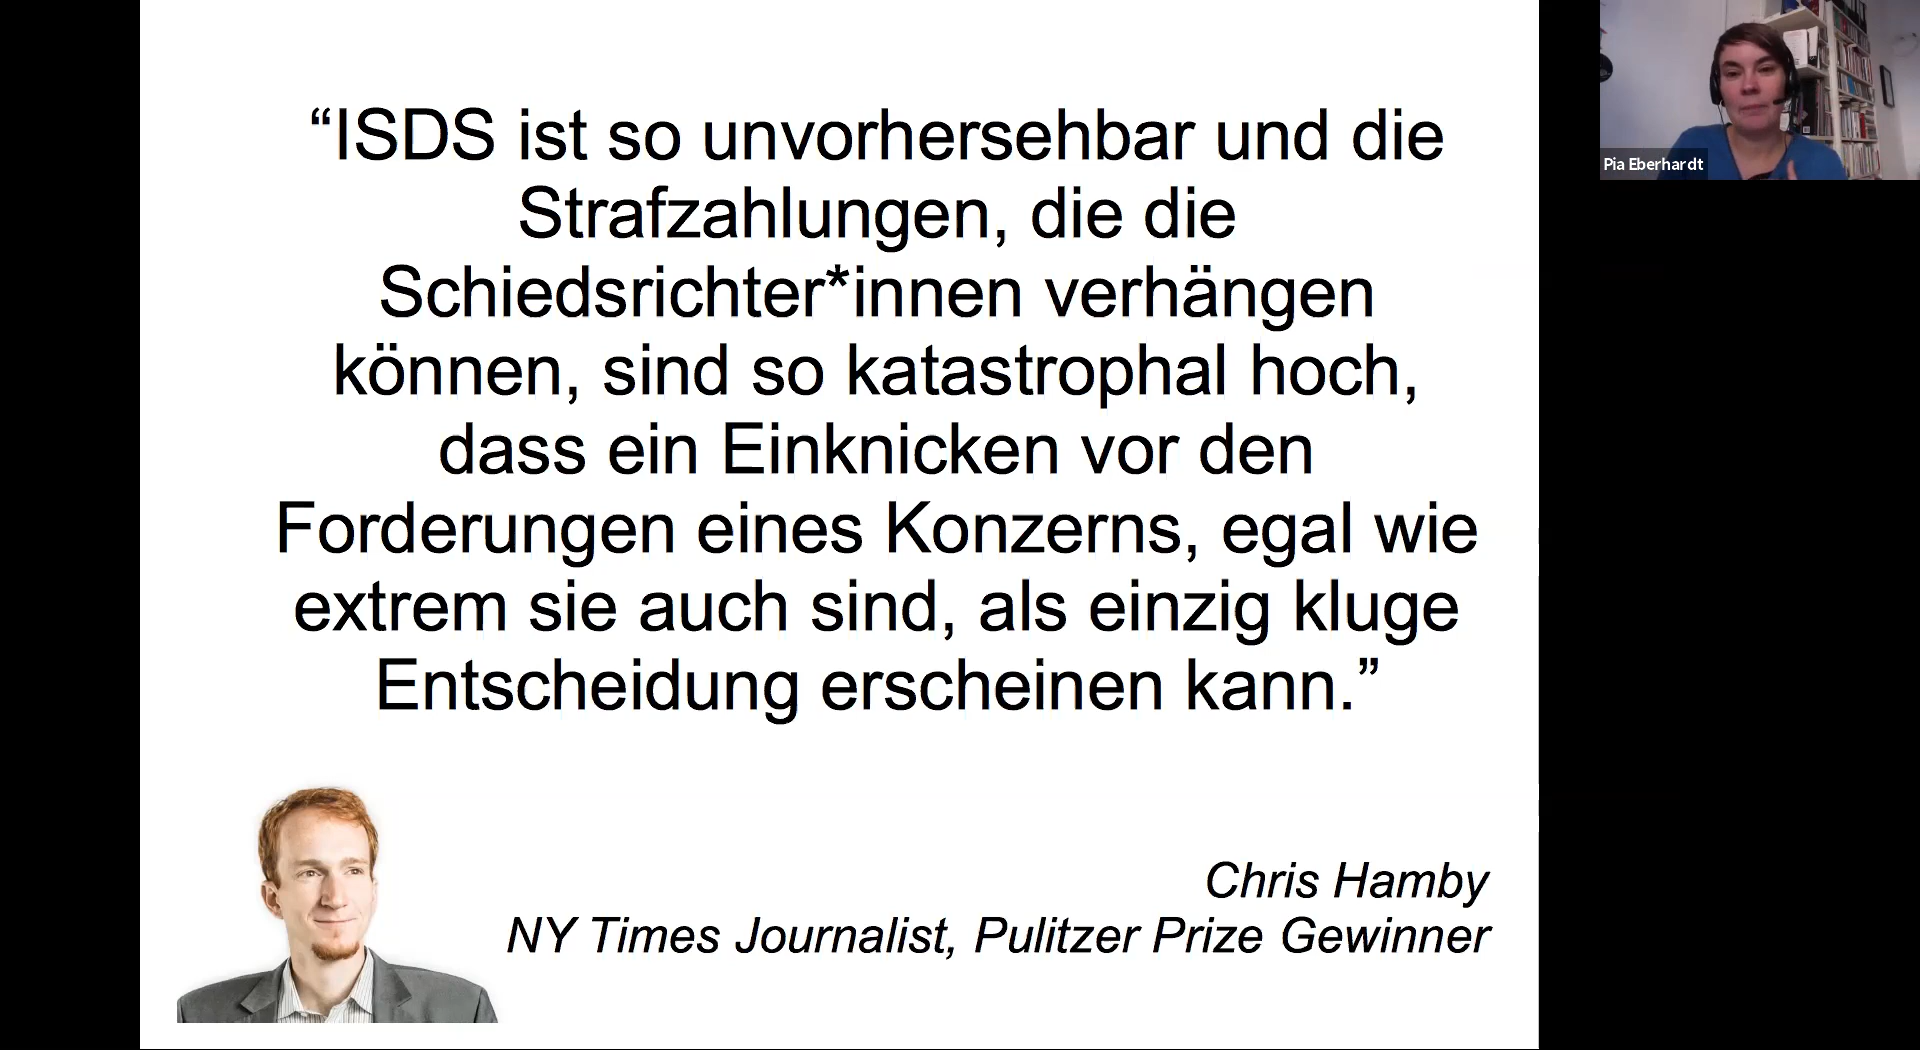 “ISDS ist so unvorhersehbar und die
Strafzahlungen, die die
Schiedsrichter*innen verhängen
können, sind so katastrophal hoch,
dass ein Einknicken vor den
Forderungen eines Konzerns, egal wie
extrem sie auch sind, als einzig kluge
Entscheidung erscheinen kann.”
Chris Hamby
NY Times Journalist, Pulitzer Prize Gewinner
Pia Eberhardt